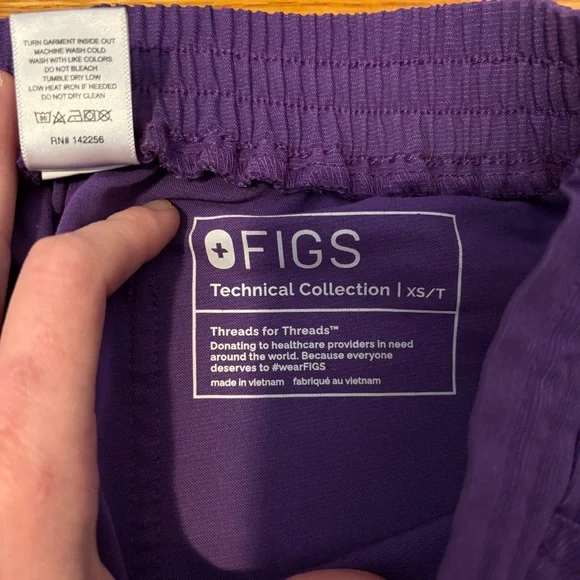 TURN GARMENT INSIDE OUT
MACHINE WASH COLD
WASH WITH LIKE COLORS
DO NOT BLEACH
TUMBLE DRY LOW
LOW HEAT IRON IF NEEDED
DO NOT DRY CLEAN
RN# 142256
FIGS
Technical Collection | XS/T
Threads for Threads™
Donating to healthcare providers in need
around the world. Because everyone
deserves to #wearFIGS
made in vietnam fabriqué au vietnam